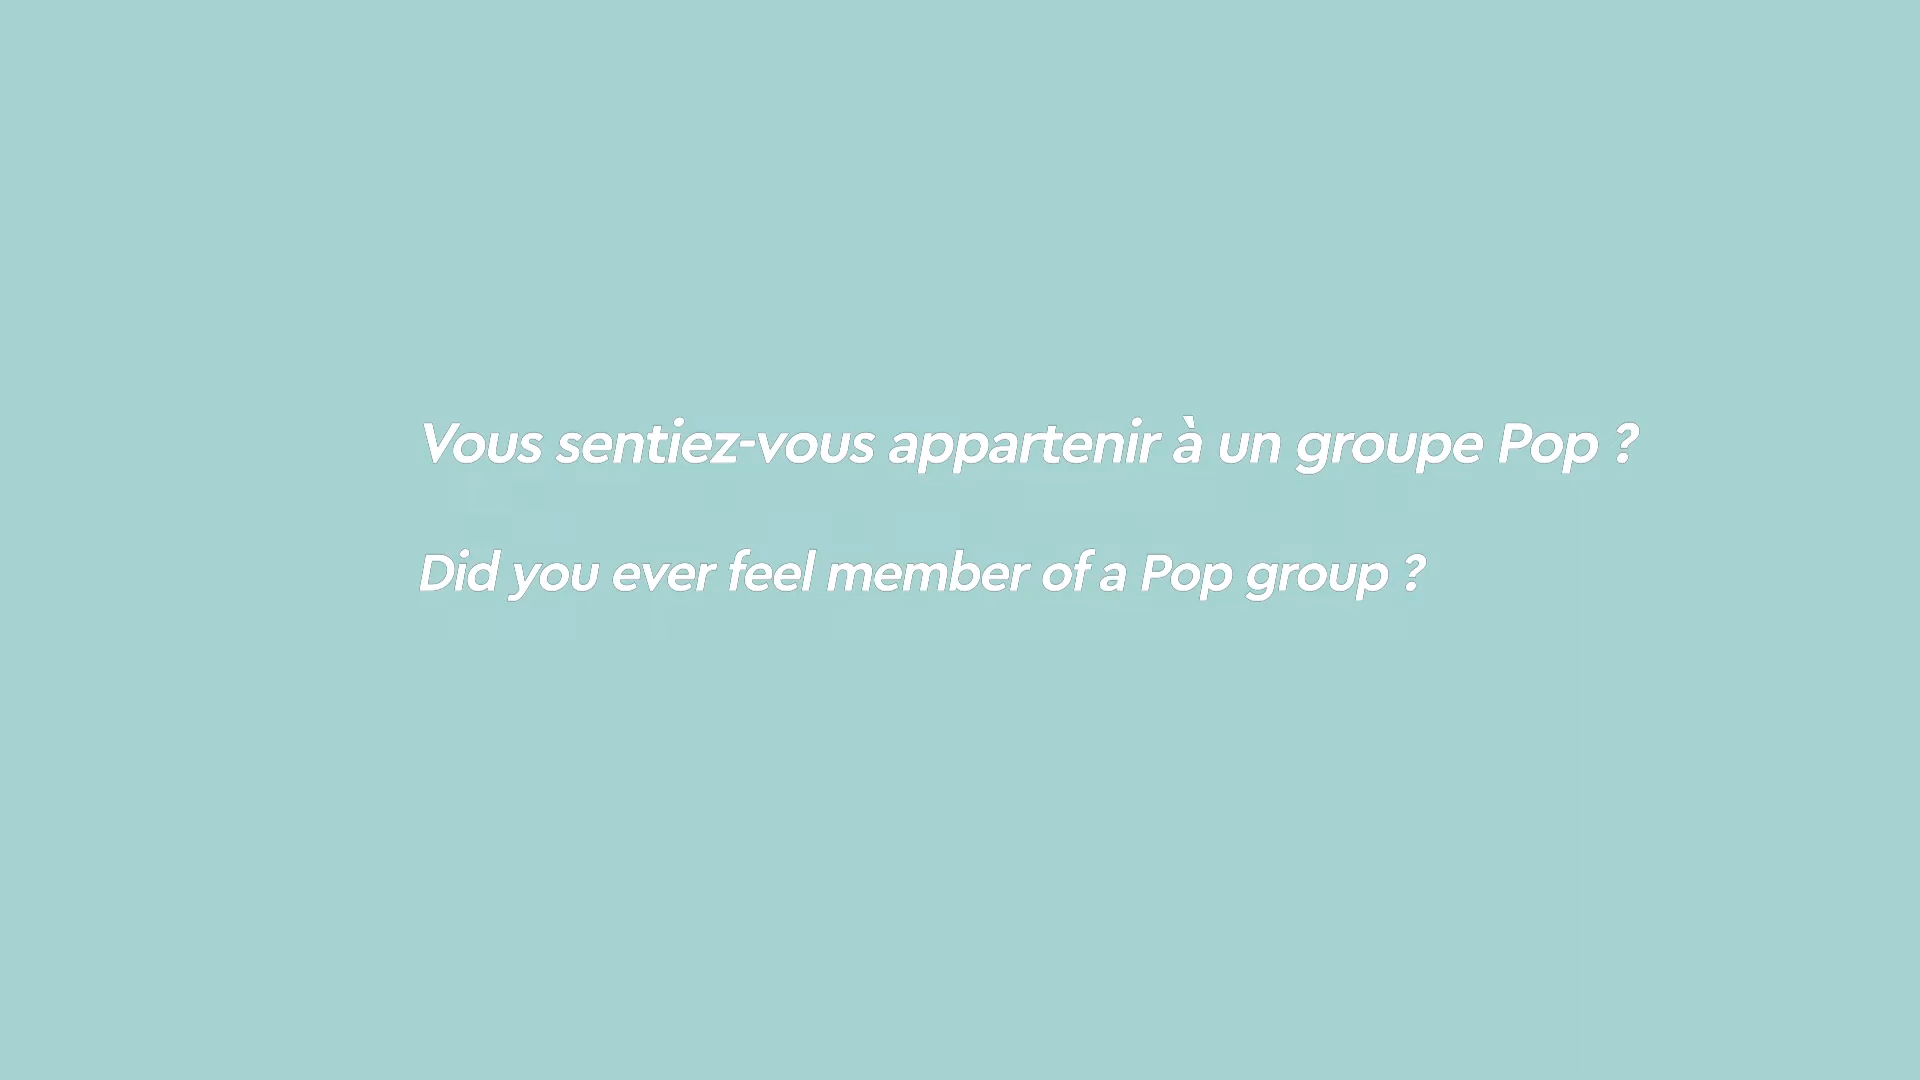 Vous sentiez-vous appartenir à un groupe Pop ?
Did you ever feel member of a Pop group ?